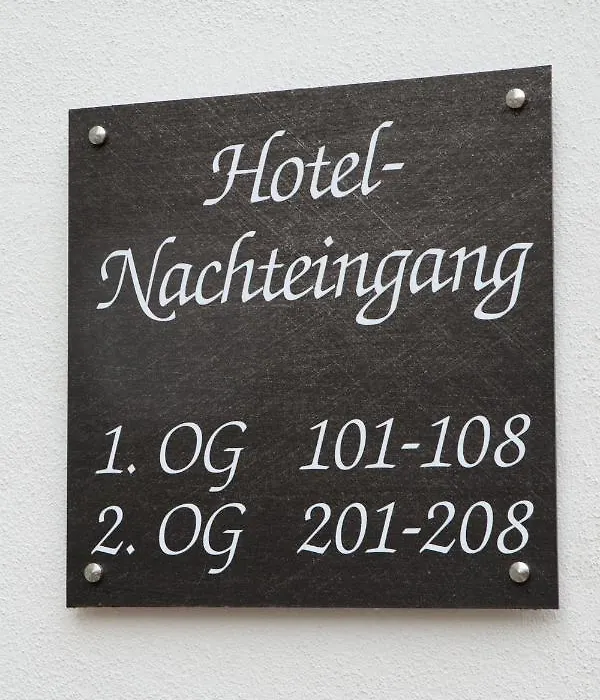 Hotel-
Nachteingang
1. OG 101-108
2. OG 201-208